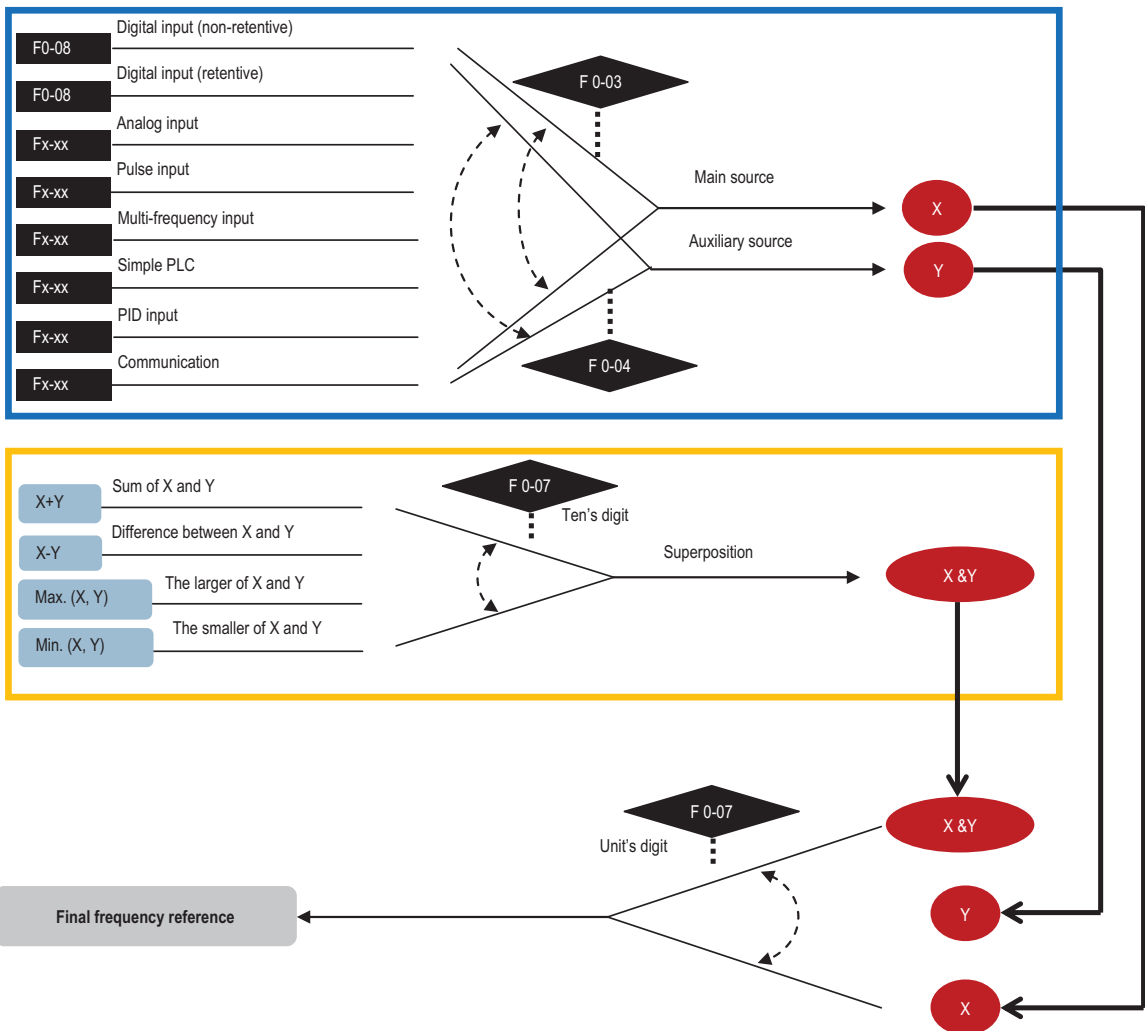 Digital input (non-retentive)
F0-08
Digital input (retentive)
F0-08
Analog input
Fx-xx
Pulse input
Fx-xx
Multi-frequency input
Fx-xx
Simple PLC
Fx-xx
PID input
Fx-xx
Communication
Fx-xx
F 0-03
Main source
X
Auxiliary source
Y
F 0-04
X+Y
Sum of X and Y
X-Y
Difference between X and Y
Max. (X, Y)
The larger of X and Y
Min. (X, Y)
The smaller of X and Y
F 0-07
Ten’s digit
Superposition
X &Y
F 0-07
Unit’s digit
X &Y
Y
X
Final frequency reference